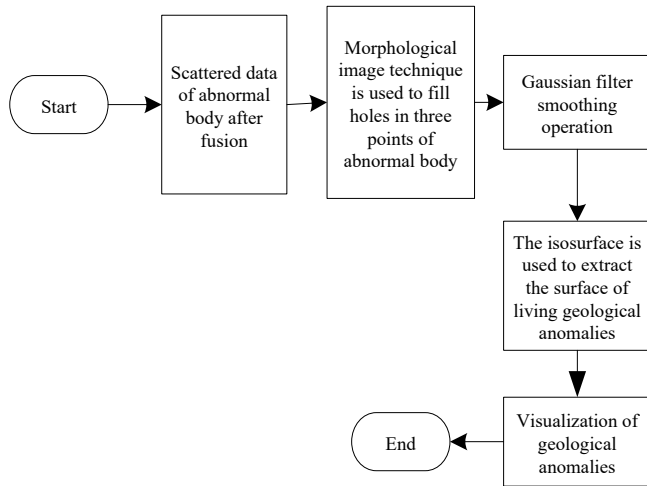 Start
Scattered data
of abnormal
body after
fusion
Morphological
image technique
is used to fill
holes in three
points of
abnormal body
Gaussian filter
smoothing
operation
The isosurface is
used to extract
the surface of
living geological
anomalies
Visualization of
geological
anomalies
End